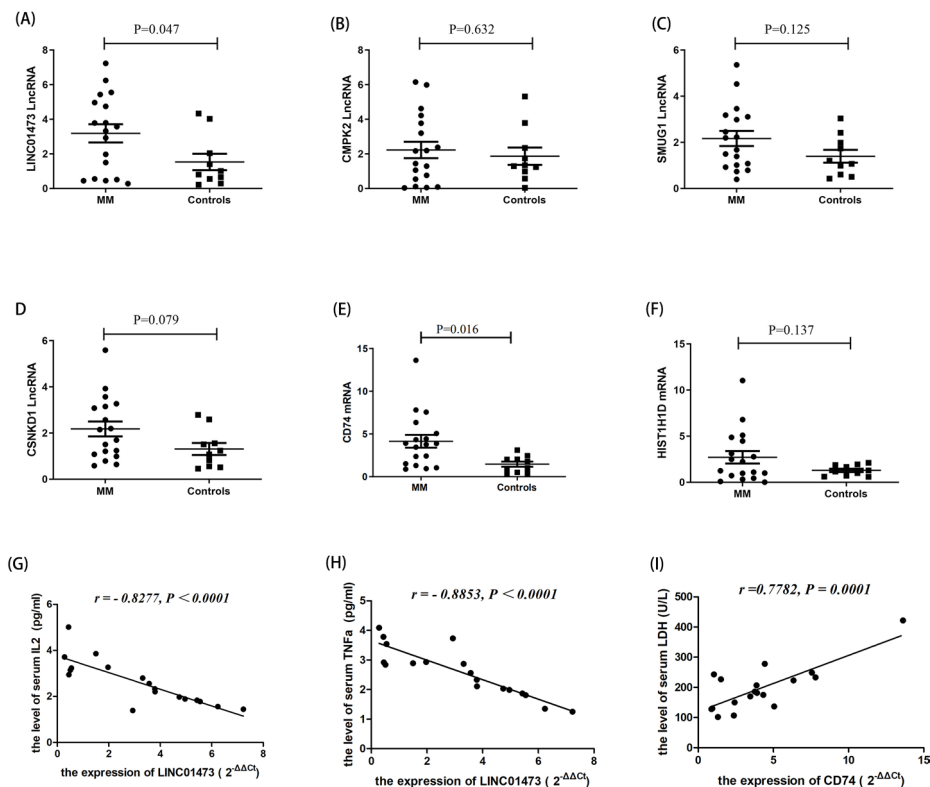 (A)
P=0.047
LINC01473 LncRNA
8
6
4
2
0
MM
Controls
(B)
P=0.632
CMPK2 LncRNA
8
6
4
2
0
MM
Controls
(C)
P=0.125
SMUG1 LncRNA
6
4
2
0
MM
Controls
D
P=0.079
CSNKD1 LncRNA
6
4
2
0
MM
Controls
(E)
P=0.016
CD74 mRNA
15
10
5
0
MM
Controls
(F)
P=0.137
HIST1H1D mRNA
15
10
5
0
MM
Controls
(G)
r = - 0.8277, P < 0.0001
the level of serum IL2 (pg/ml)
6
4
2
0
0
2
4
6
8
the expression of LINC01473 ( 2-ΔΔCt)
(H)
r = - 0.8853, P < 0.0001
the level of serum TNFa (pg/ml)
5
4
3
2
1
0
0
2
4
6
8
the expression of LINC01473 ( 2-ΔΔCt)
(I)
r =0.7782, P = 0.0001
the level of serum LDH (U/L)
500
400
300
200
100
0
0
5
10
15
the expression of CD74 ( 2-ΔΔCt)